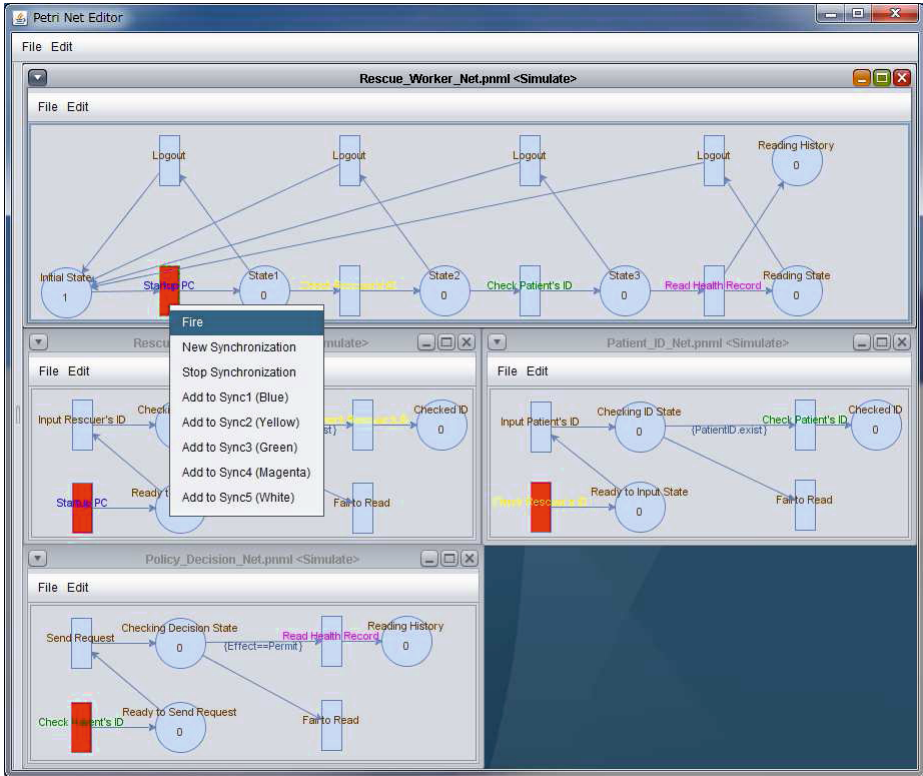 Petri Net Editor
File Edit
Rescue_Worker_Net.pnml <Simulate>
File Edit
Logout
Logout
Logout
Logout
Reading History
0
Initial State
1
Startup PC
State1
0
State2
0
Check Patient's ID
State3
0
Read Health Record
Reading State
0
Fire
New Synchronization
Stop Synchronization
Add to Sync1 (Blue)
Add to Sync2 (Yellow)
Add to Sync3 (Green)
Add to Sync4 (Magenta)
Add to Sync5 (White)
File Edit
Input Rescuer's ID
Checked ID
0
Startup PC
Fail to Read
Patient_ID_Net.pnml <Simulate>
File Edit
Input Patient's ID
Checking ID State
0
{PatientID.exist}
Check Patient's ID
Checked ID
0
Check Rescuer's ID
Ready to Input State
0
Fail to Read
Policy_Decision_Net.pnml <Simulate>
File Edit
Send Request
Checking Decision State
0
{Effect==Permit}
Read Health Record
Reading History
0
Check Patient's ID
Ready to Send Request
0
Fail to Read